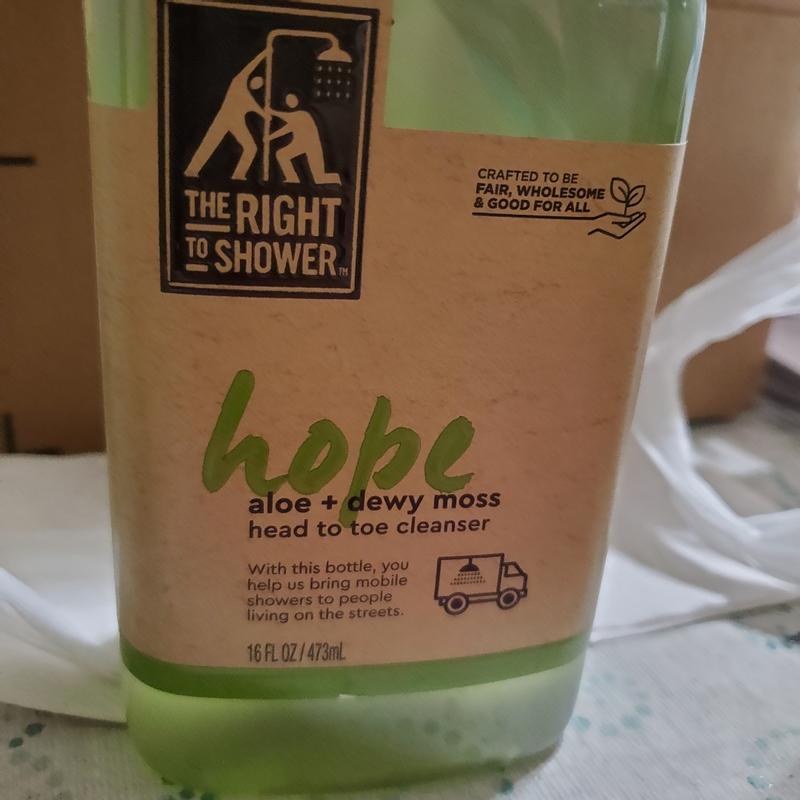 THE RIGHT
TO SHOWER™
CRAFTED TO BE
FAIR, WHOLESOME
& GOOD FOR ALL
hope
aloe + dewy moss
head to toe cleanser
With this bottle, you
help us bring mobile
showers to people
living on the streets.
16 FL OZ / 473mL